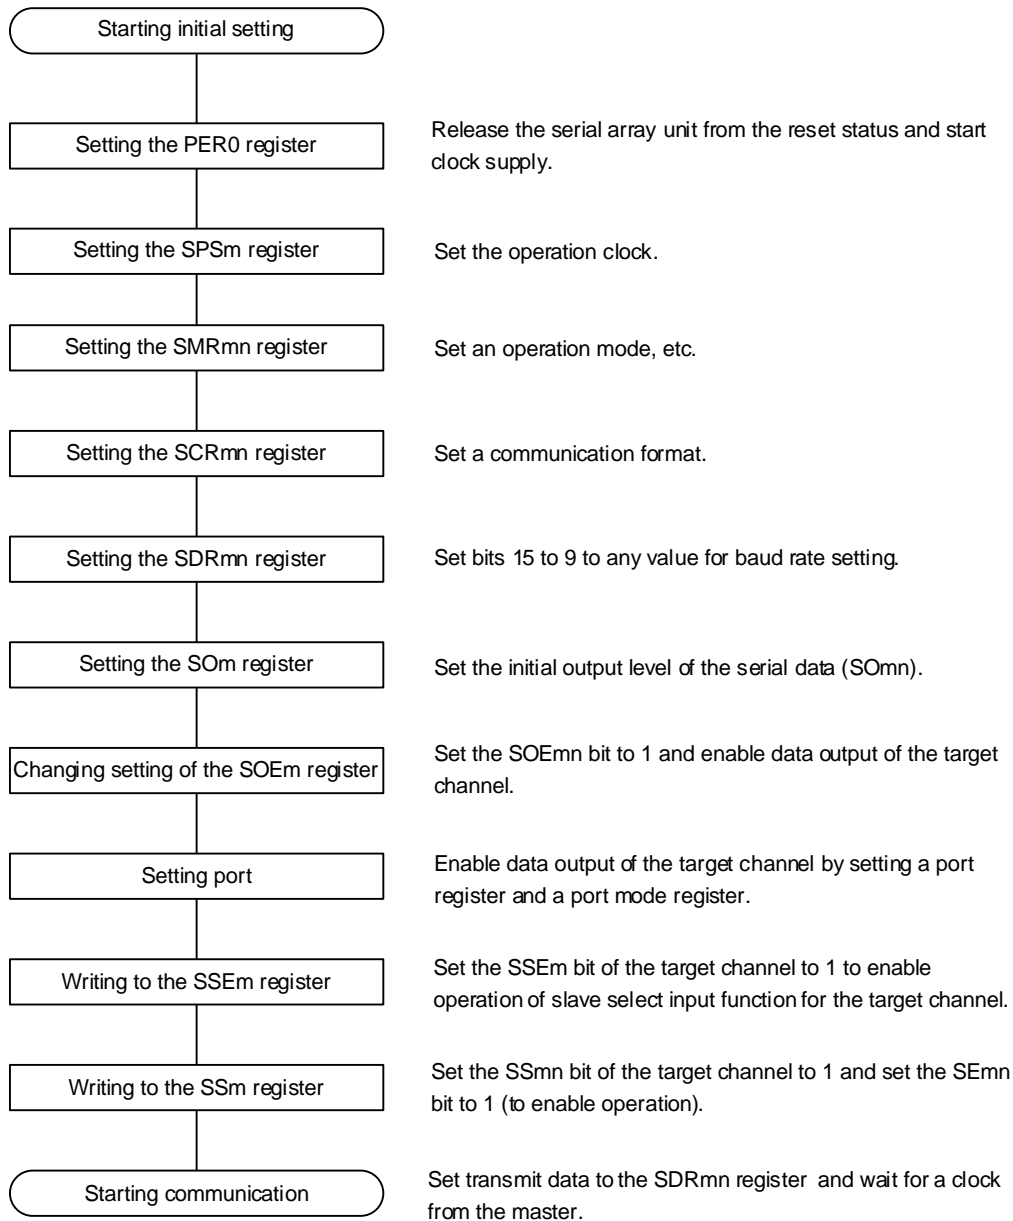 Starting initial setting
Setting the PER0 register
Release the serial array unit from the reset status and start
clock supply.
Setting the SPSm register
Set the operation clock.
Setting the SMRmn register
Set an operation mode, etc.
Setting the SCRmn register
Set a communication format.
Setting the SDRmn register
Set bits 15 to 9 to any value for baud rate setting.
Setting the SOm register
Set the initial output level of the serial data (SOmn).
Changing setting of the SOEm register
Set the SOEmn bit to 1 and enable data output of the target
channel.
Setting port
Enable data output of the target channel by setting a port
register and a port mode register.
Writing to the SSEm register
Set the SSEm bit of the target channel to 1 to enable
operation of slave select input function for the target channel.
Writing to the SSm register
Set the SSmn bit of the target channel to 1 and set the SEmn
bit to 1 (to enable operation).
Starting communication
Set transmit data to the SDRmn register and wait for a clock
from the master.